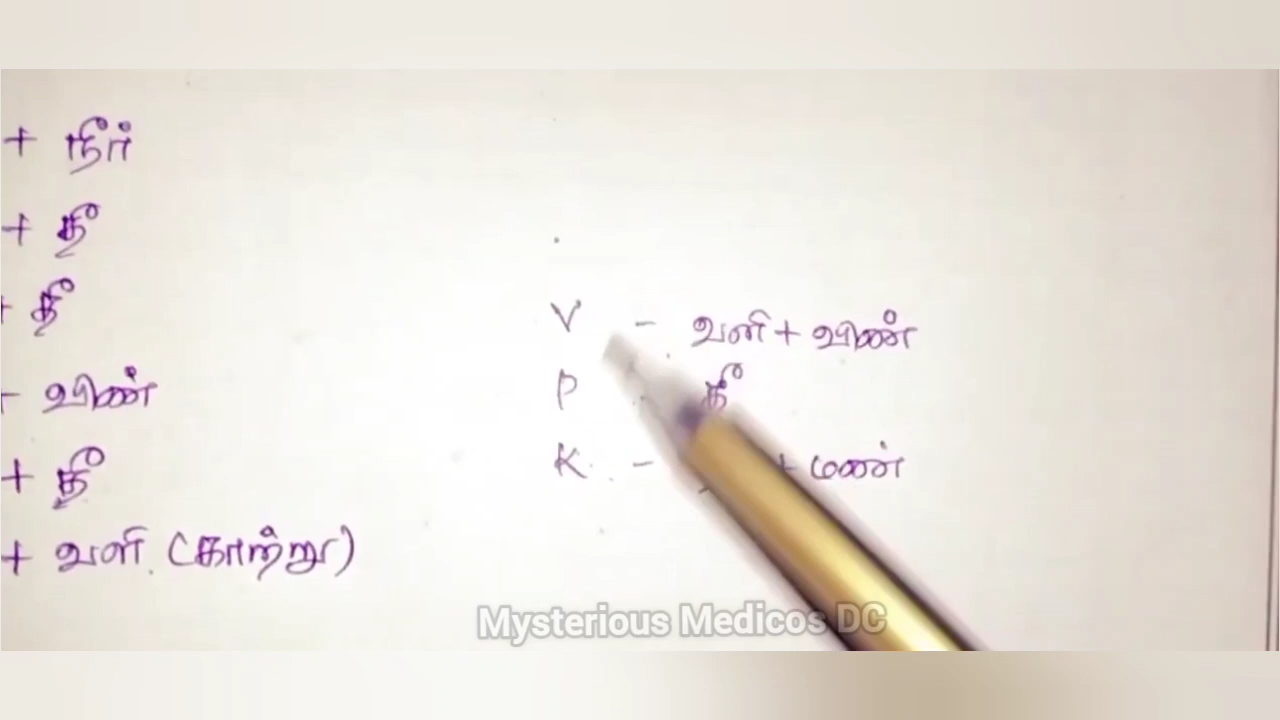 + நீர்
+ தீ
+ தீ
+ விண்
+ தீ
+ வளி (காற்று)
V - வளி + விண்
P - தீ
K - + மண்
Mysterious Medicos DC